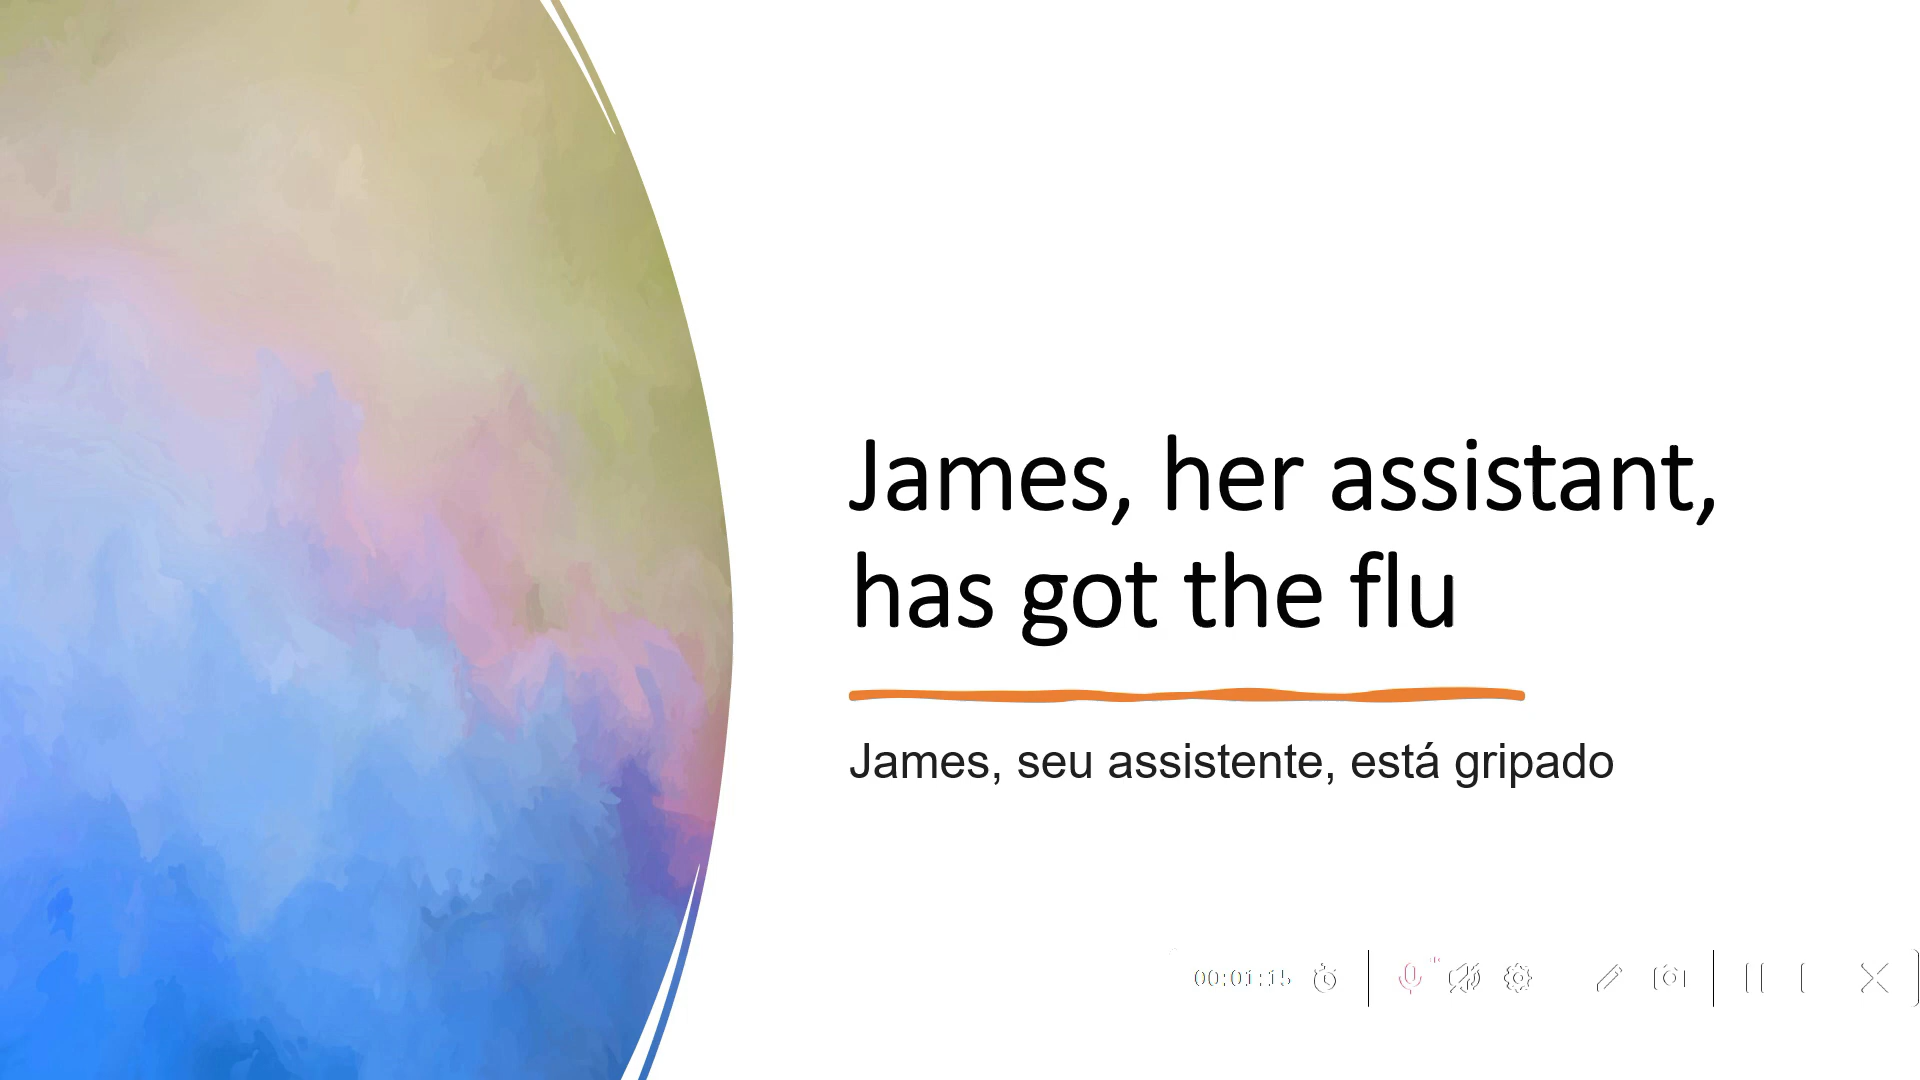 James, her assistant,
has got the flu
James, seu assistente, está gripado
00:01:15